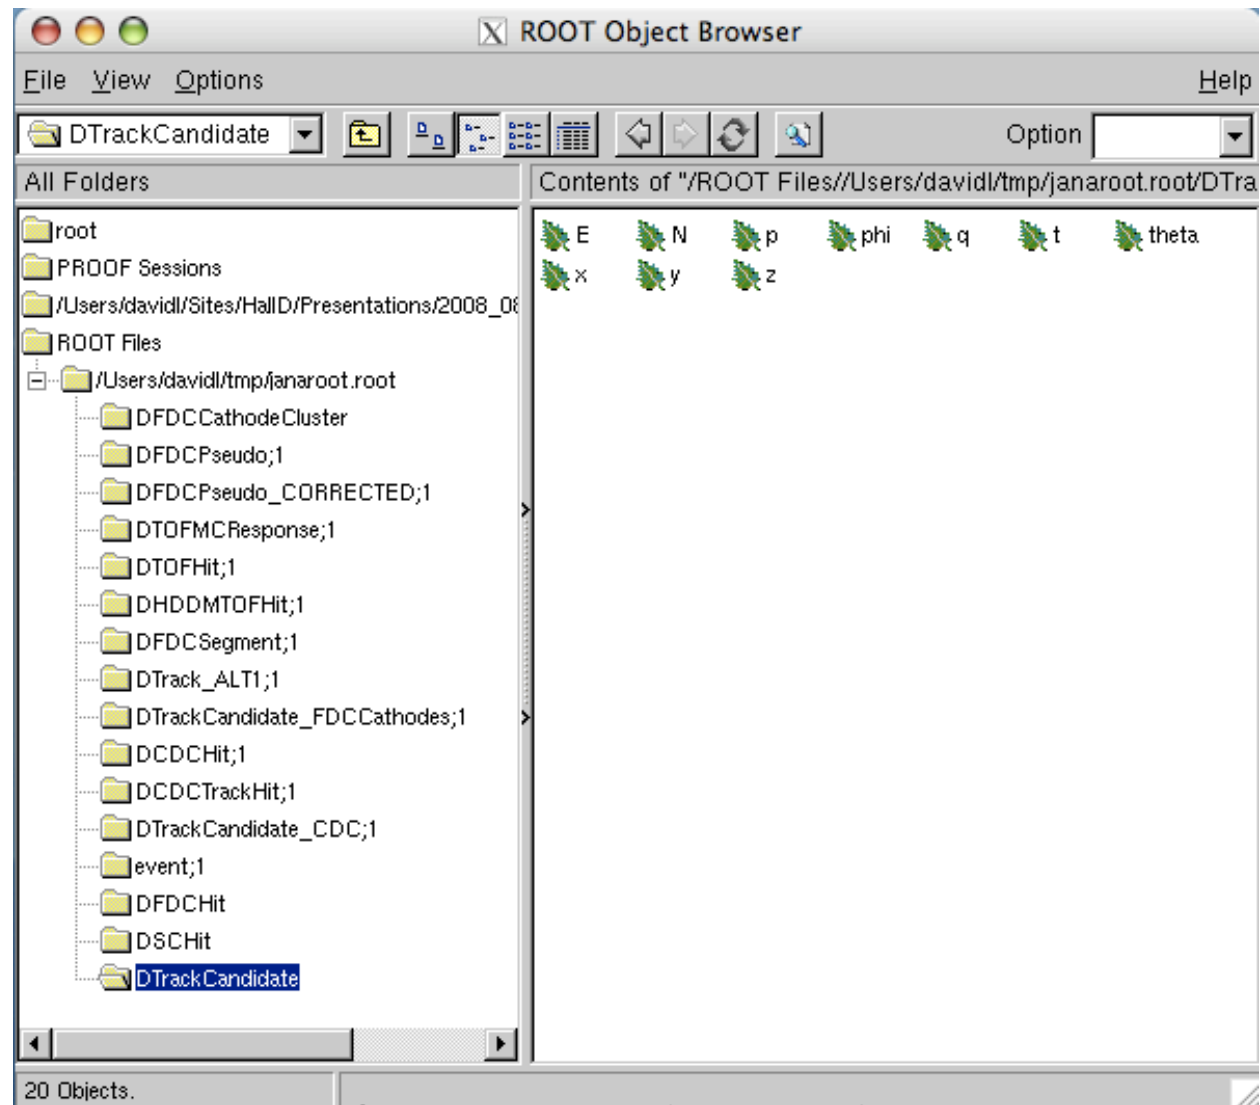 X ROOT Object Browser
File View Options Help
DTrackCandidate Option
All Folders
Contents of "/ROOT Files//Users/davidl/tmp/janaroot.root/DTra
root
PROOF Sessions
/Users/davidl/Sites/HallD/Presentations/2008_08
ROOT Files
/Users/davidl/tmp/janaroot.root
DFDCCathodeCluster
DFDCPseudo;1
DFDCPseudo_CORRECTED;1
DTOFMCResponse;1
DTOFHit;1
DHDDMTOFHit;1
DFDCSegment;1
DTrack_ALT1;1
DTrackCandidate_FDCCathodes;1
DCDCHit;1
DCDCTrackHit;1
DTrackCandidate_CDC;1
event;1
DFDCHit
DSCHit
DTrackCandidate
E N p phi q t theta
x y z
20 Objects.